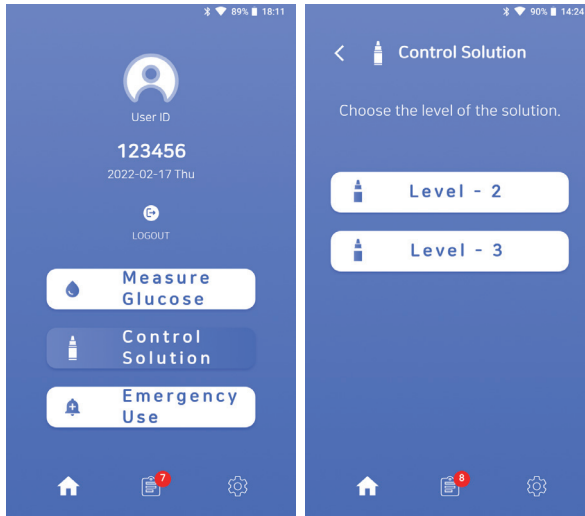 89% 18:11
User ID
123456
2022-02-17 Thu
LOGOUT
Measure
Glucose
Control
Solution
Emergency
Use
7
90% 14:24
Control Solution
Choose the level of the solution.
Level - 2
Level - 3
8